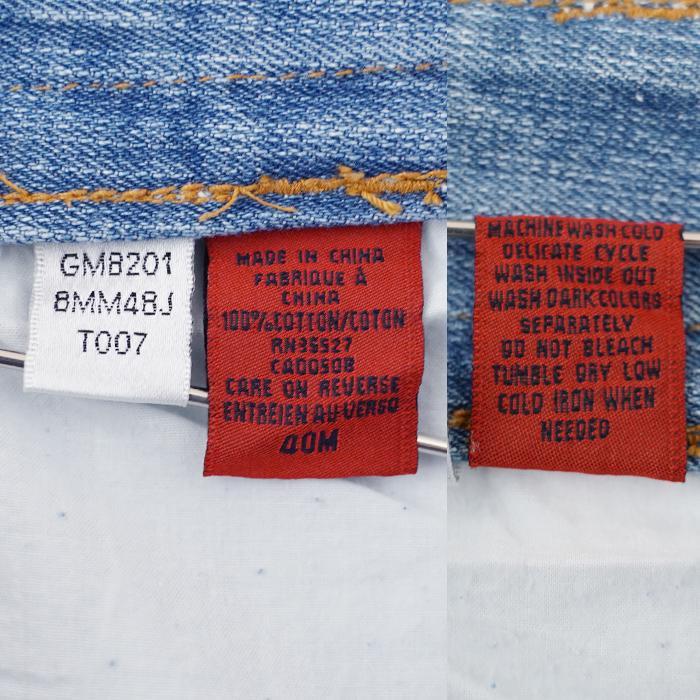 GM8201
8MM48J
T007
MADE IN CHINA
FABRIQUE À
CHINA
100%COTTON/COTON
RN35527
CA00508
CARE ON REVERSE
ENTREIEN AU VERSO
40M
MACHINE WASH COLD
DELICATE CYCLE
WASH INSIDE OUT
WASH DARK COLORS
SEPARATELY
DO NOT BLEACH
TUMBLE DRY LOW
COLD IRON WHEN
NEEDED